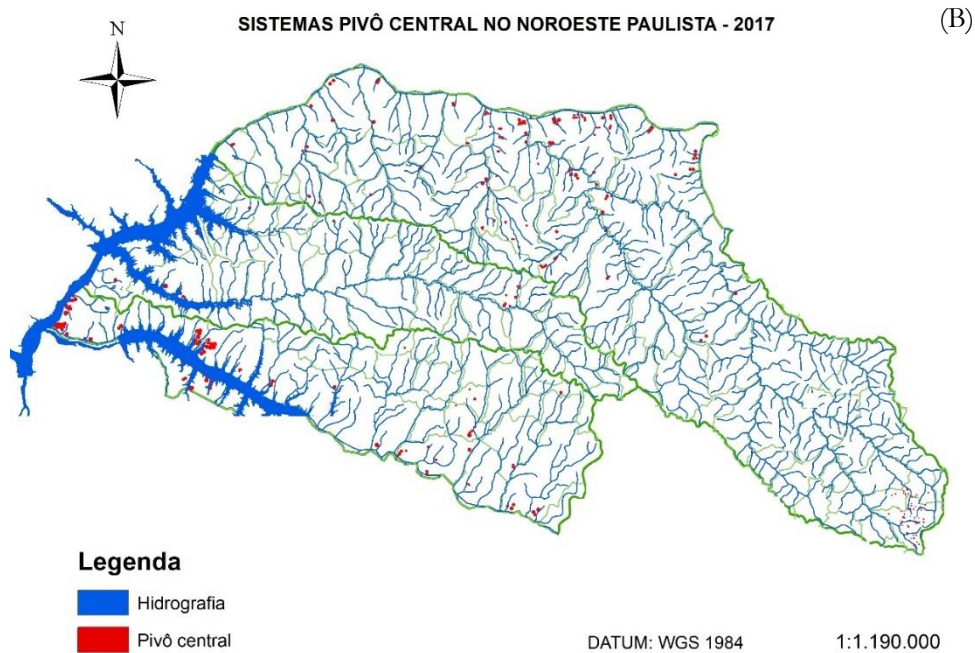 SISTEMAS PIVÔ CENTRAL NO NOROESTE PAULISTA - 2017
(B)
N
Legenda
Hidrografia
Pivô central
DATUM: WGS 1984
1:1.190.000